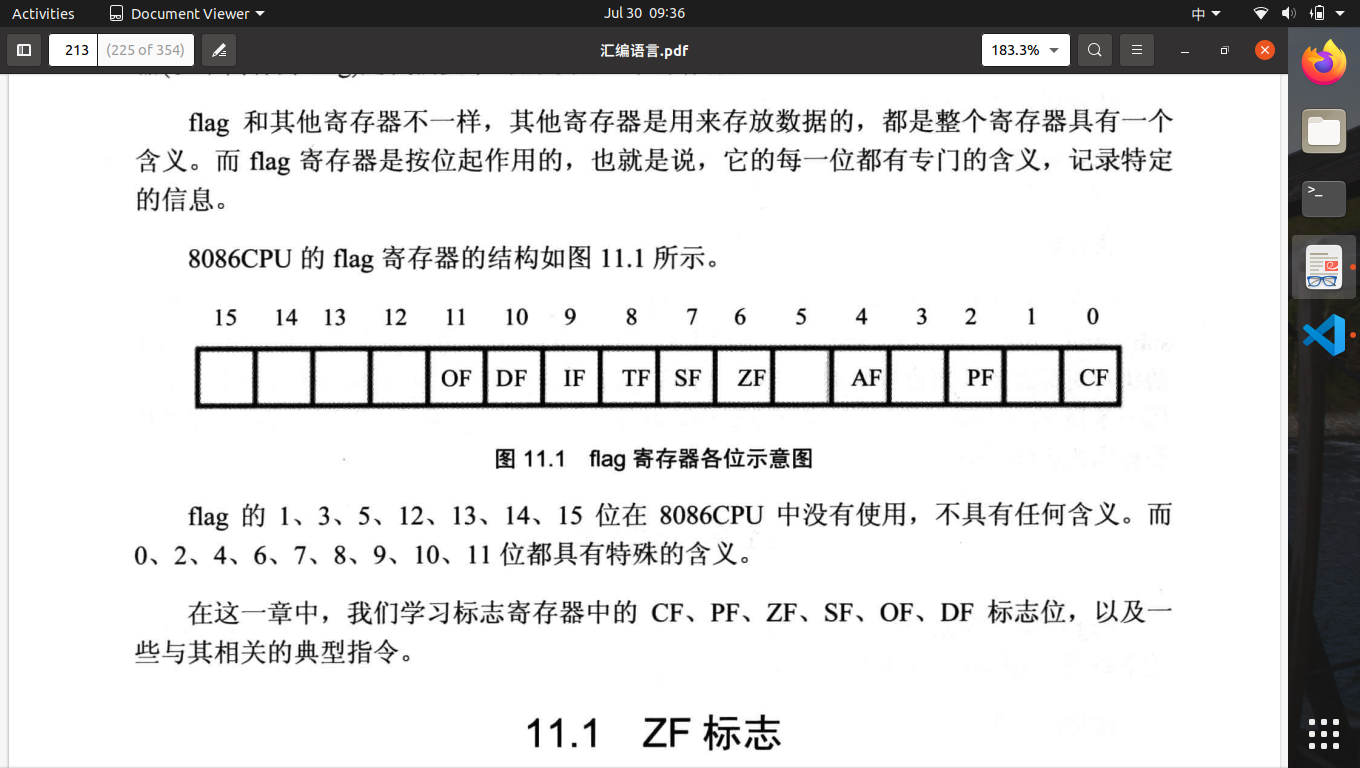 Activities Document Viewer Jul 30 09:36 中
213 (225 of 354) 汇编语言.pdf 183.3%
flag 和其他寄存器不一样，其他寄存器是用来存放数据的，都是整个寄存器具有一个
含义。而 flag 寄存器是按位起作用的，也就是说，它的每一位都有专门的含义，记录特定
的信息。
8086CPU 的 flag 寄存器的结构如图 11.1 所示。
15 14 13 12 11 10 9 8 7 6 5 4 3 2 1 0
OF DF IF TF SF ZF AF PF CF
图 11.1 flag 寄存器各位示意图
flag 的 1、3、5、12、13、14、15 位在 8086CPU 中没有使用，不具有任何含义。而
0、2、4、6、7、8、9、10、11 位都具有特殊的含义。
在这一章中，我们学习标志寄存器中的 CF、PF、ZF、SF、OF、DF 标志位，以及一
些与其相关的典型指令。
11.1 ZF 标志